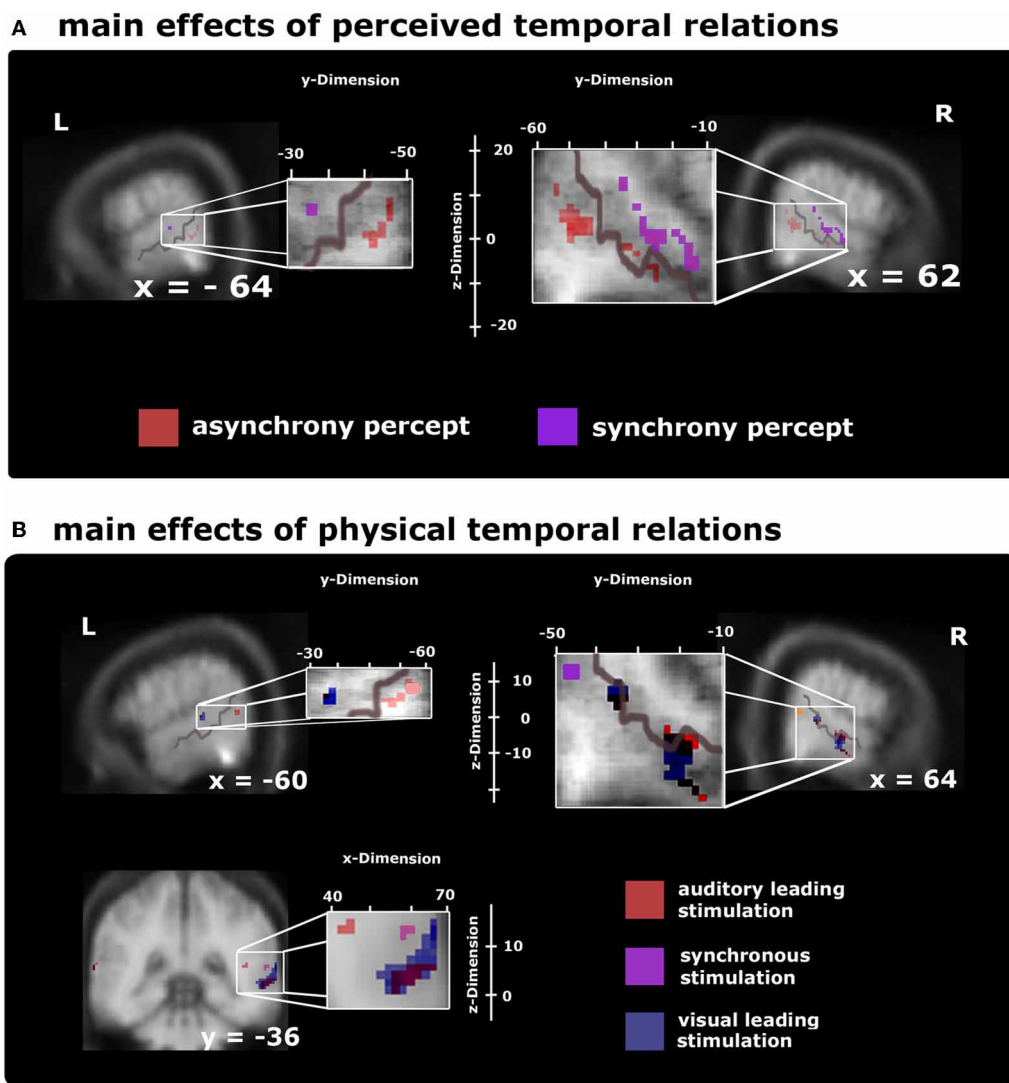 A main effects of perceived temporal relations
y-Dimension
y-Dimension
L
R
-30
-50
-60
-10
20
0
-20
z-Dimension
x = - 64
x = 62
asynchrony percept
synchrony percept
B main effects of physical temporal relations
y-Dimension
y-Dimension
L
R
-30
-60
-50
-10
10
0
-10
z-Dimension
x = -60
x = 64
x-Dimension
40
70
10
0
z-Dimension
y = -36
auditory leading
stimulation
synchronous
stimulation
visual leading
stimulation